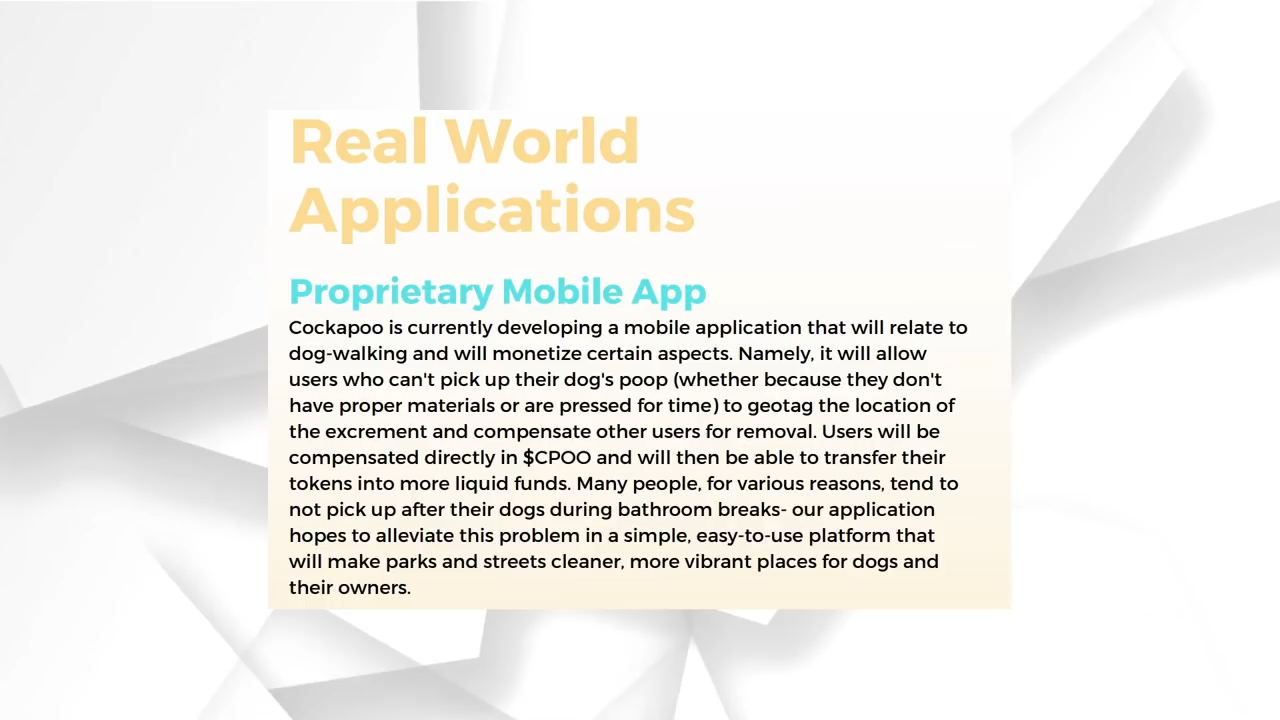 Real World
Applications
Proprietary Mobile App
Cockapoo is currently developing a mobile application that will relate to
dog-walking and will monetize certain aspects. Namely, it will allow
users who can't pick up their dog's poop (whether because they don't
have proper materials or are pressed for time) to geotag the location of
the excrement and compensate other users for removal. Users will be
compensated directly in $CPOO and will then be able to transfer their
tokens into more liquid funds. Many people, for various reasons, tend to
not pick up after their dogs during bathroom breaks- our application
hopes to alleviate this problem in a simple, easy-to-use platform that
will make parks and streets cleaner, more vibrant places for dogs and
their owners.